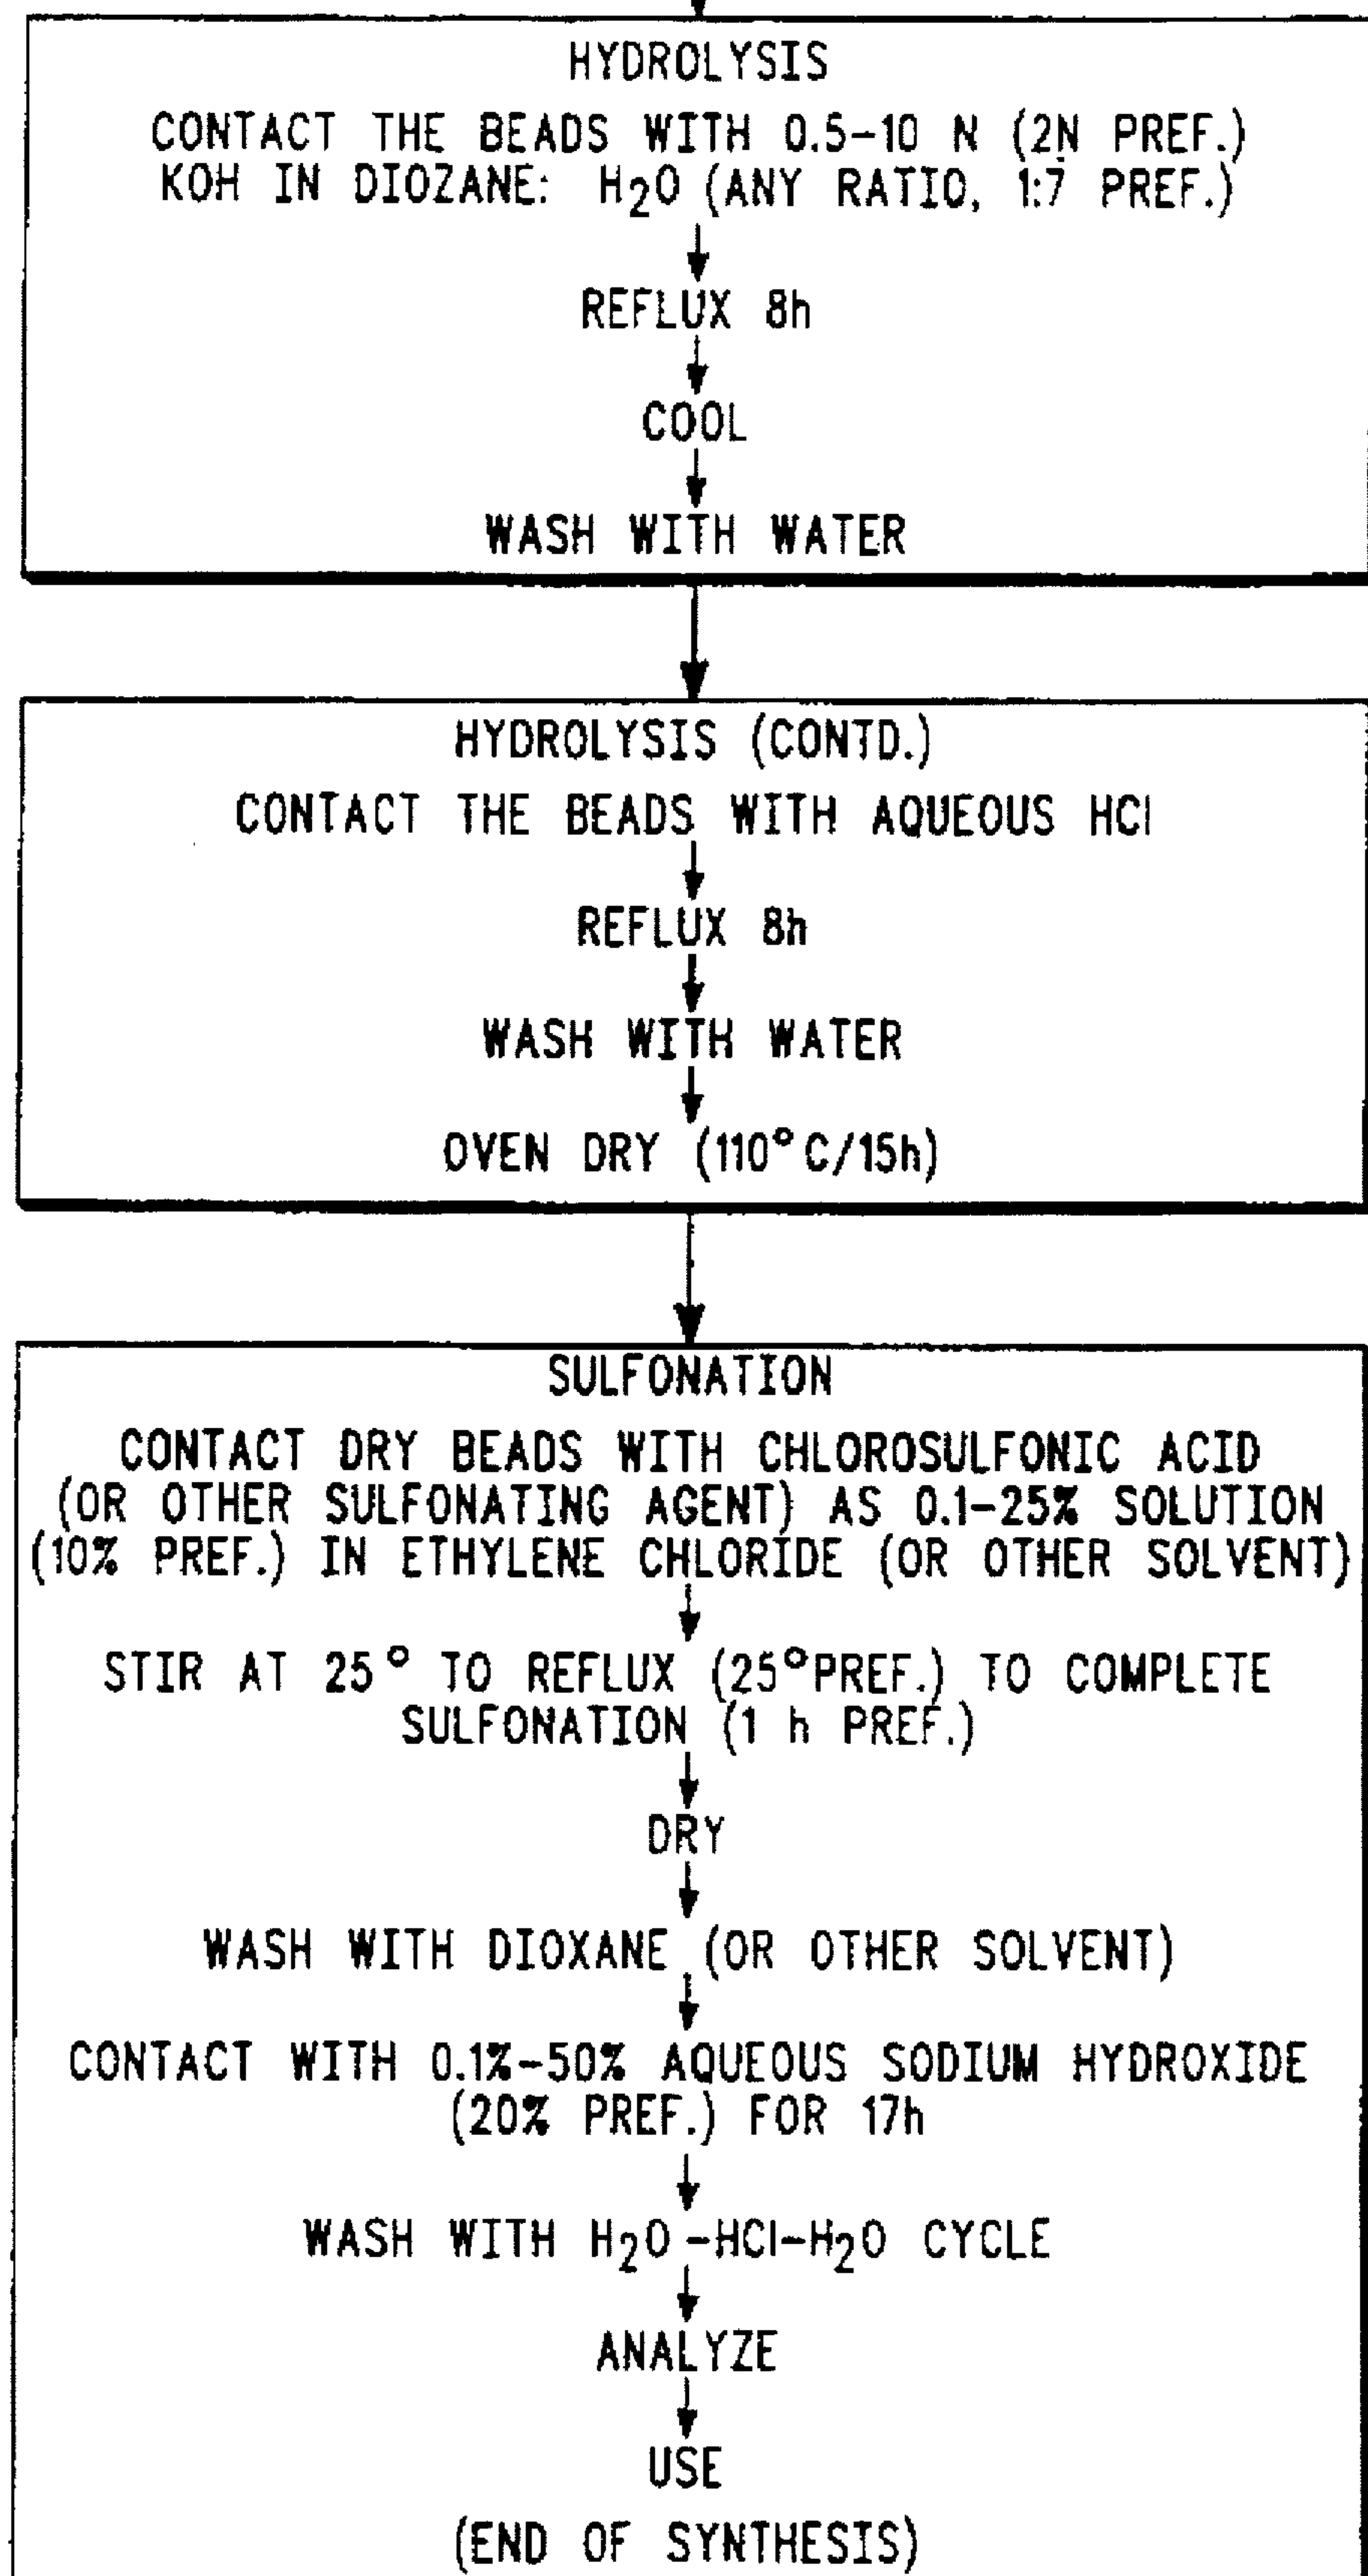 HYDROLYSIS
CONTACT THE BEADS WITH 0.5-10 N (2N PREF.)
KOH IN DIOZANE: H2O (ANY RATIO, 1:7 PREF.)
REFLUX 8h
COOL
WASH WITH WATER
HYDROLYSIS (CONTD.)
CONTACT THE BEADS WITH AQUEOUS HCl
REFLUX 8h
WASH WITH WATER
OVEN DRY (110°C/15h)
SULFONATION
CONTACT DRY BEADS WITH CHLOROSULFONIC ACID
(OR OTHER SULFONATING AGENT) AS 0.1-25% SOLUTION
(10% PREF.) IN ETHYLENE CHLORIDE (OR OTHER SOLVENT)
STIR AT 25° TO REFLUX (25°PREF.) TO COMPLETE
SULFONATION (1 h PREF.)
DRY
WASH WITH DIOXANE (OR OTHER SOLVENT)
CONTACT WITH 0.1%-50% AQUEOUS SODIUM HYDROXIDE
(20% PREF.) FOR 17h
WASH WITH H2O-HCl-H2O CYCLE
ANALYZE
USE
(END OF SYNTHESIS)